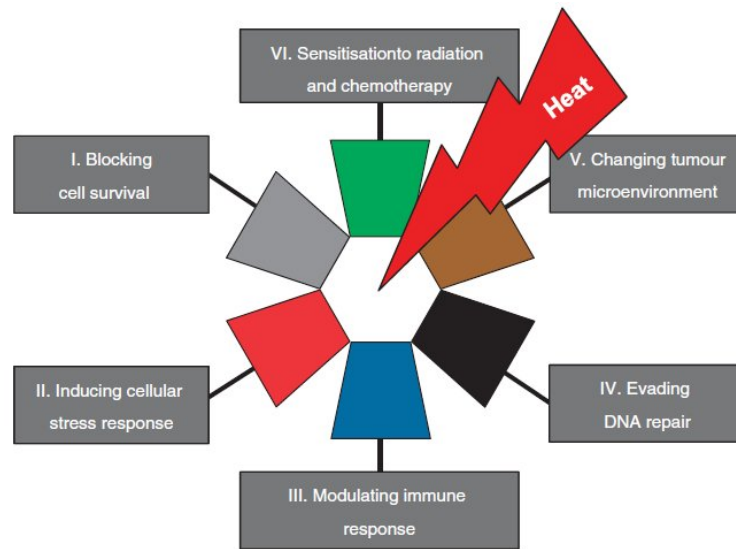 VI. Sensitisationto radiation
and chemotherapy
Heat
I. Blocking
cell survival
V. Changing tumour
microenvironment
II. Inducing cellular
stress response
IV. Evading
DNA repair
III. Modulating immune
response